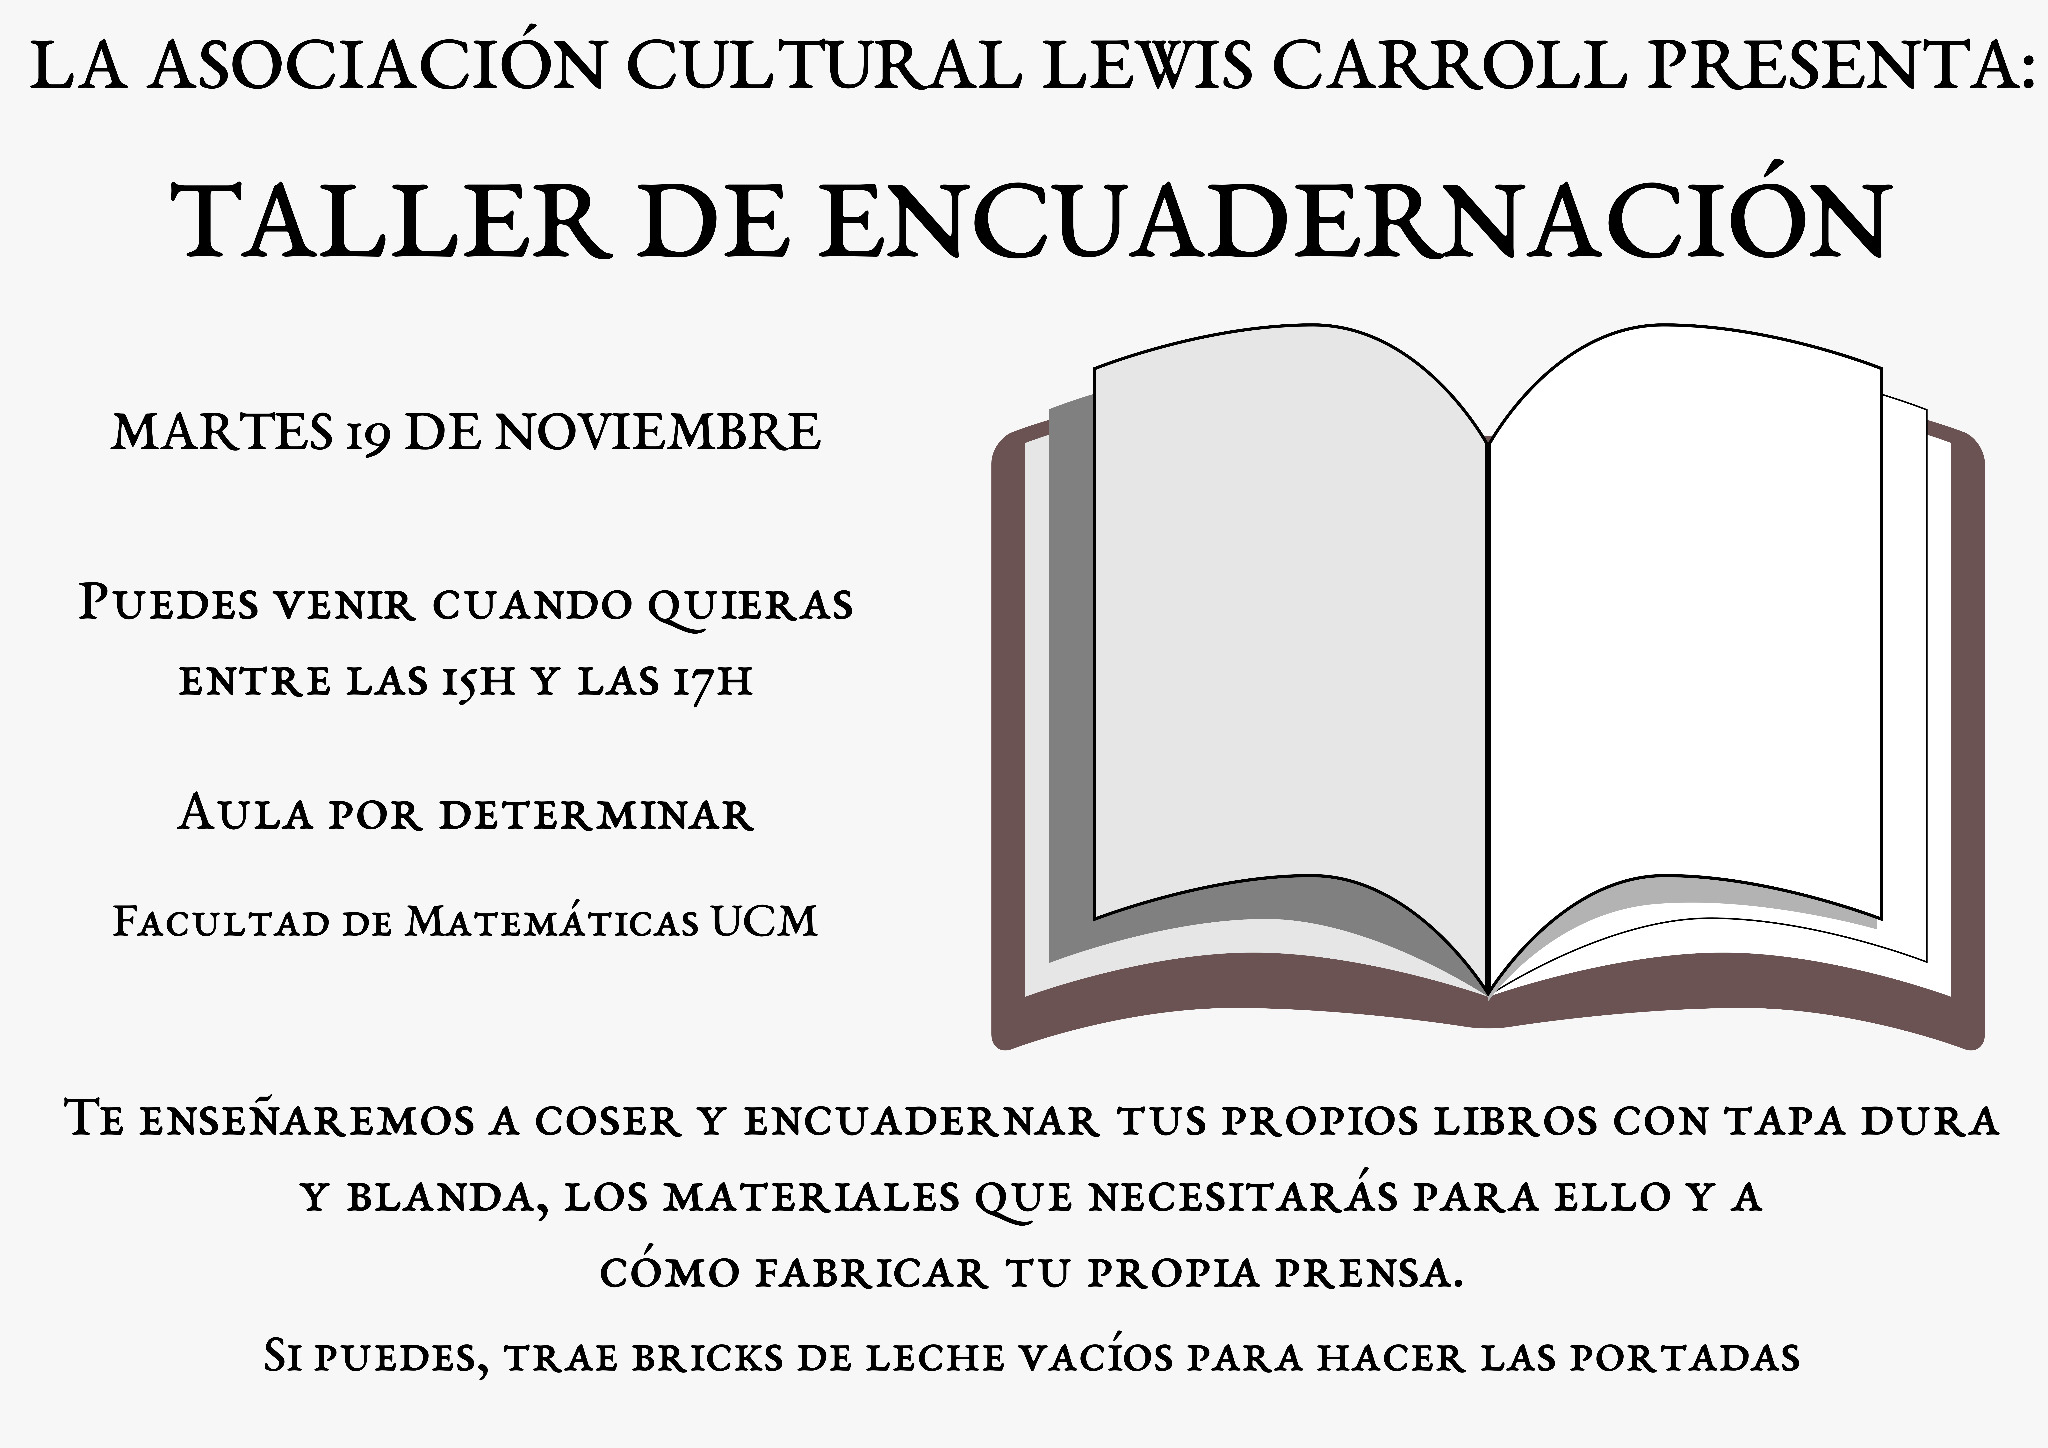 LA ASOCIACIÓN CULTURAL LEWIS CARROLL PRESENTA:
TALLER DE ENCUADERNACIÓN
MARTES 19 DE NOVIEMBRE
Puedes venir cuando quieras
entre las 15h y las 17h
Aula por determinar
Facultad de Matemáticas UCM
Te enseñaremos a coser y encuadernar tus propios libros con tapa dura
y blanda, los materiales que necesitarás para ello y a
cómo fabricar tu propia prensa.
Si puedes, trae bricks de leche vacíos para hacer las portadas